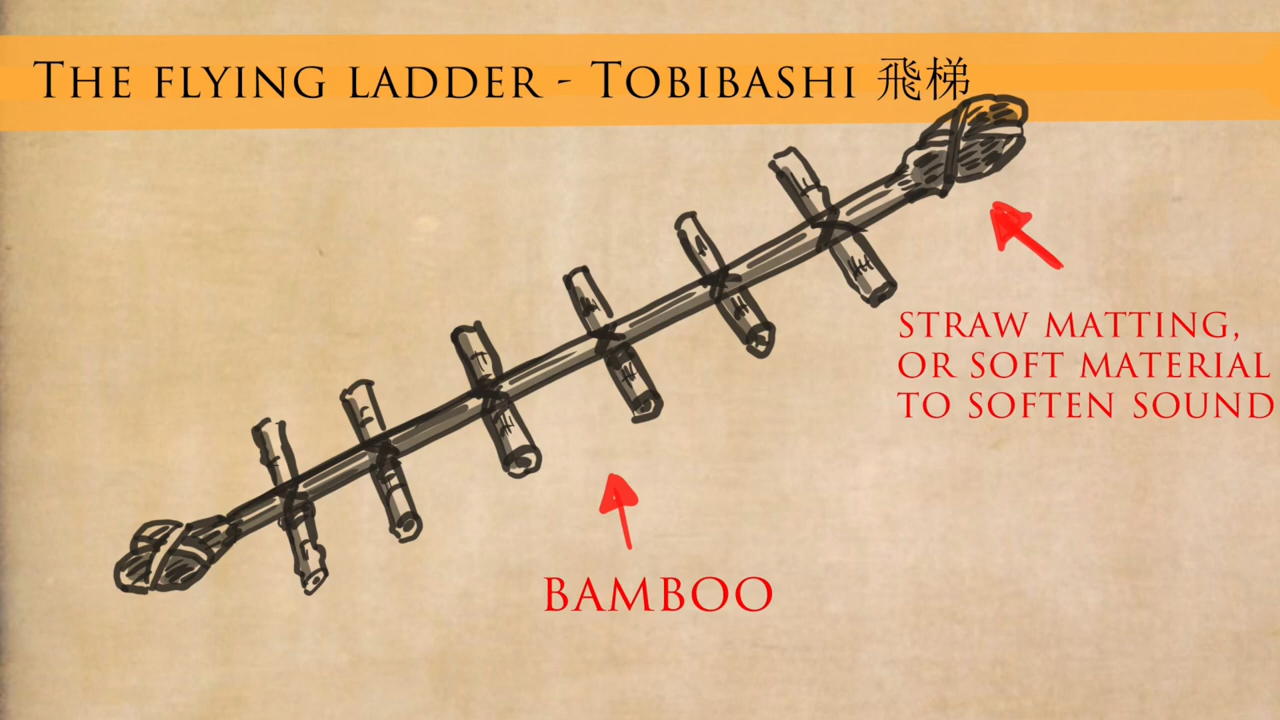 The flying ladder - Tobibashi 飛梯
STRAW MATTING,
OR SOFT MATERIAL
TO SOFTEN SOUND
BAMBOO